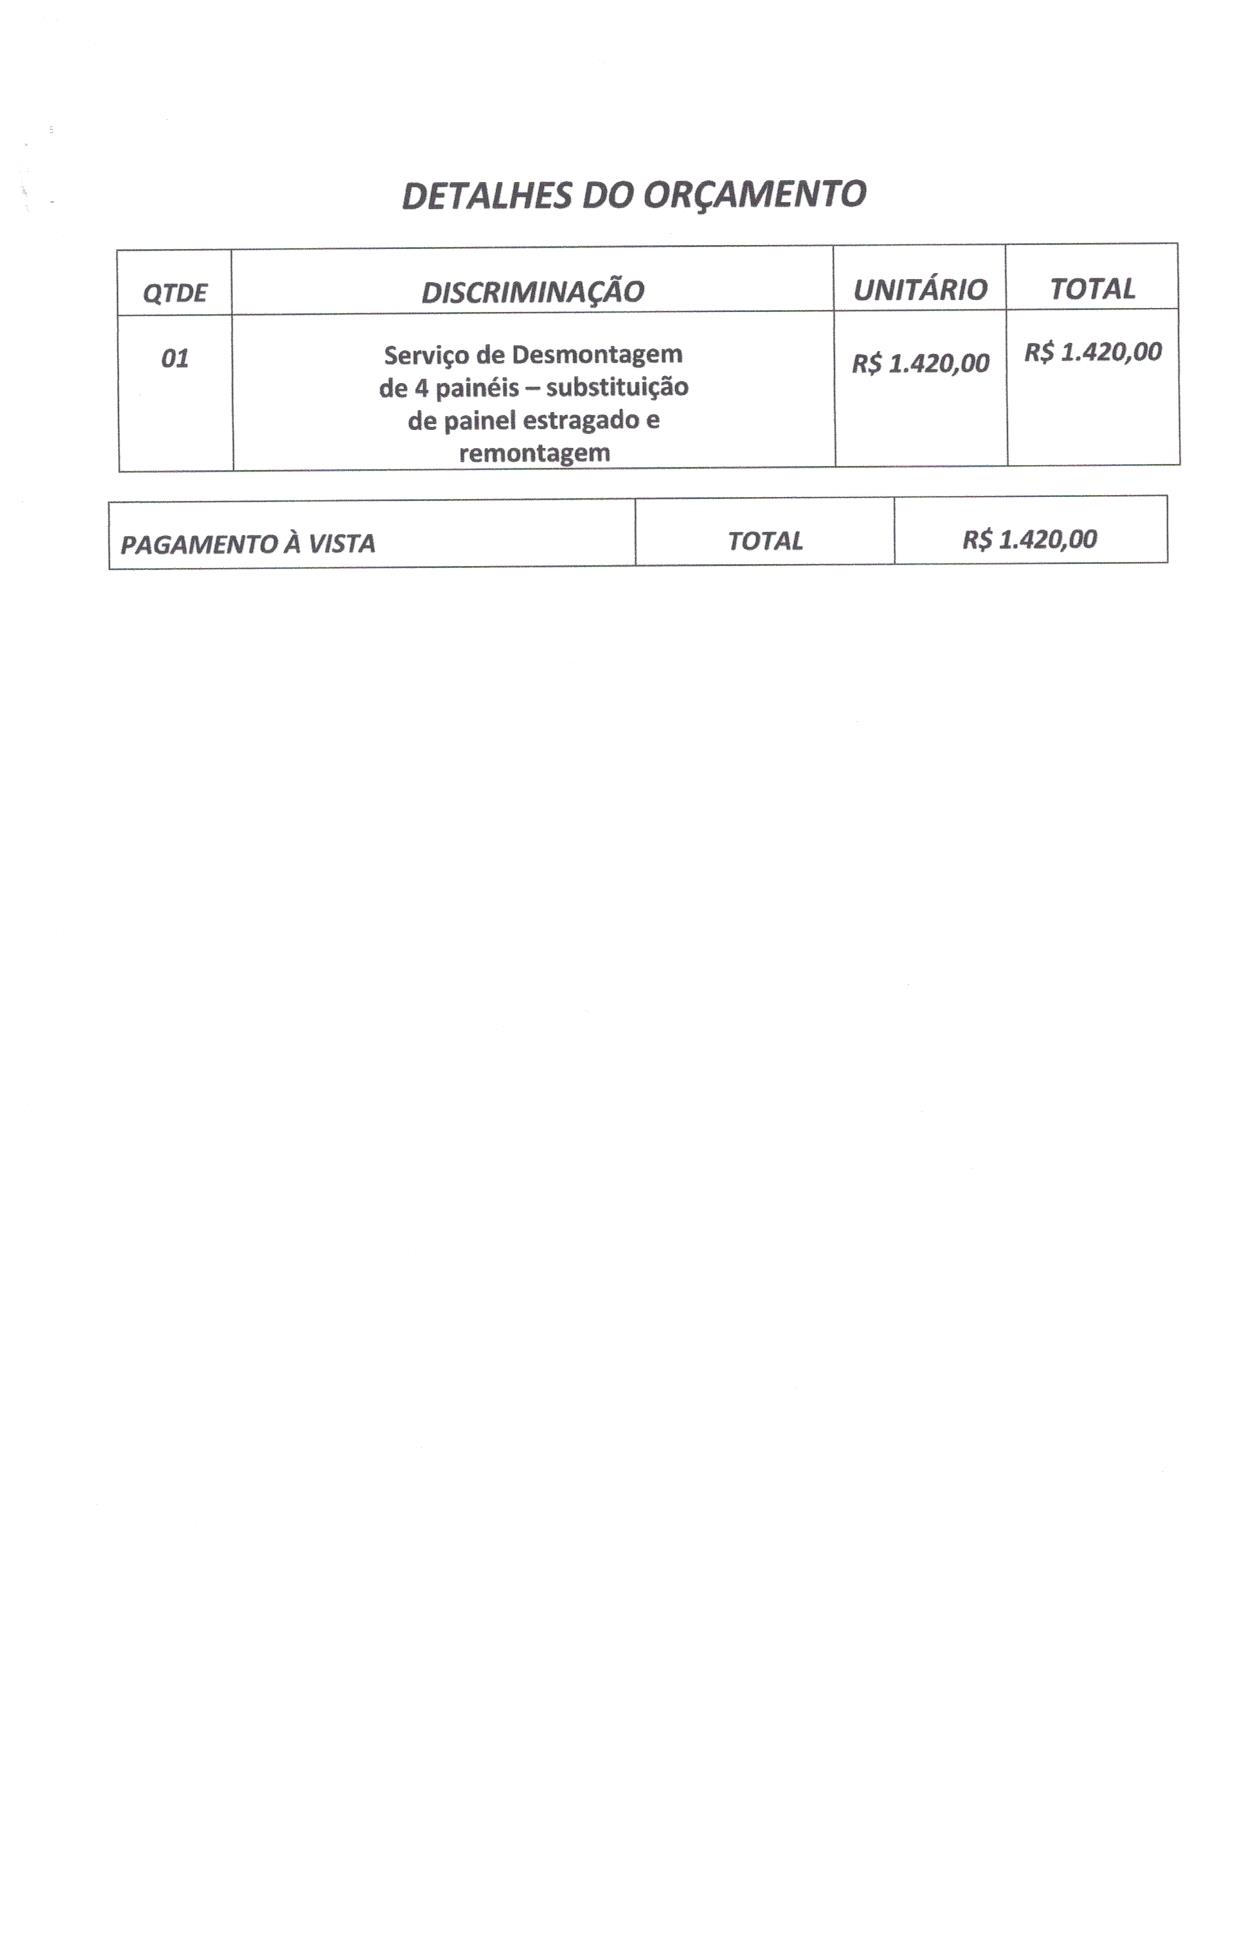 DETALHES DO ORÇAMENTO
QTDE DISCRIMINAÇÃO UNITÁRIO TOTAL
01 Serviço de Desmontagem R$ 1.420,00 R$ 1.420,00
de 4 painéis – substituição
de painel estragado e
remontagem
PAGAMENTO À VISTA TOTAL R$ 1.420,00